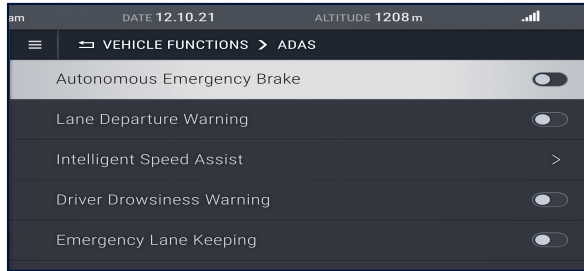 am DATE 12.10.21 ALTITUDE 1208 m
VEHICLE FUNCTIONS > ADAS
Autonomous Emergency Brake
Lane Departure Warning
Intelligent Speed Assist >
Driver Drowsiness Warning
Emergency Lane Keeping